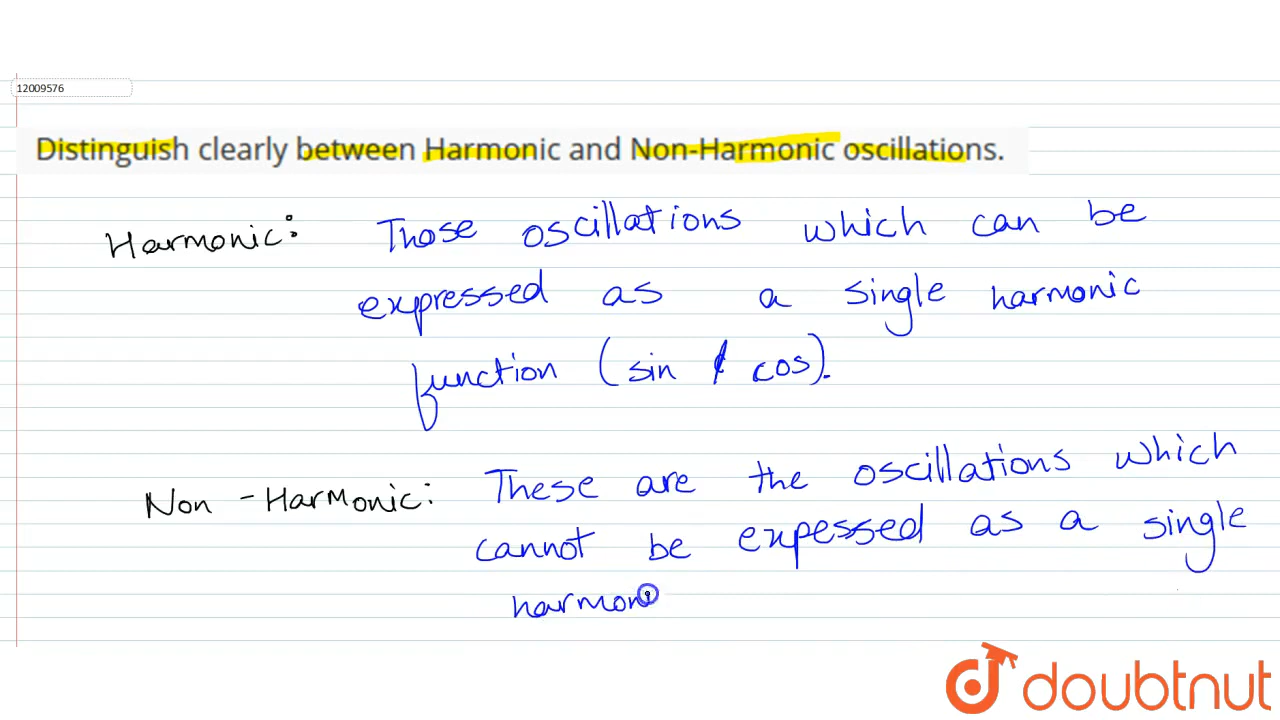 12009576
Distinguish clearly between Harmonic and Non-Harmonic oscillations.
Harmonic: Those oscillations which can be
expressed as a single harmonic
function (sin / cos).
Non-Harmonic: These are the oscillations which
cannot be expessed as a single
harmoni
doubtnut